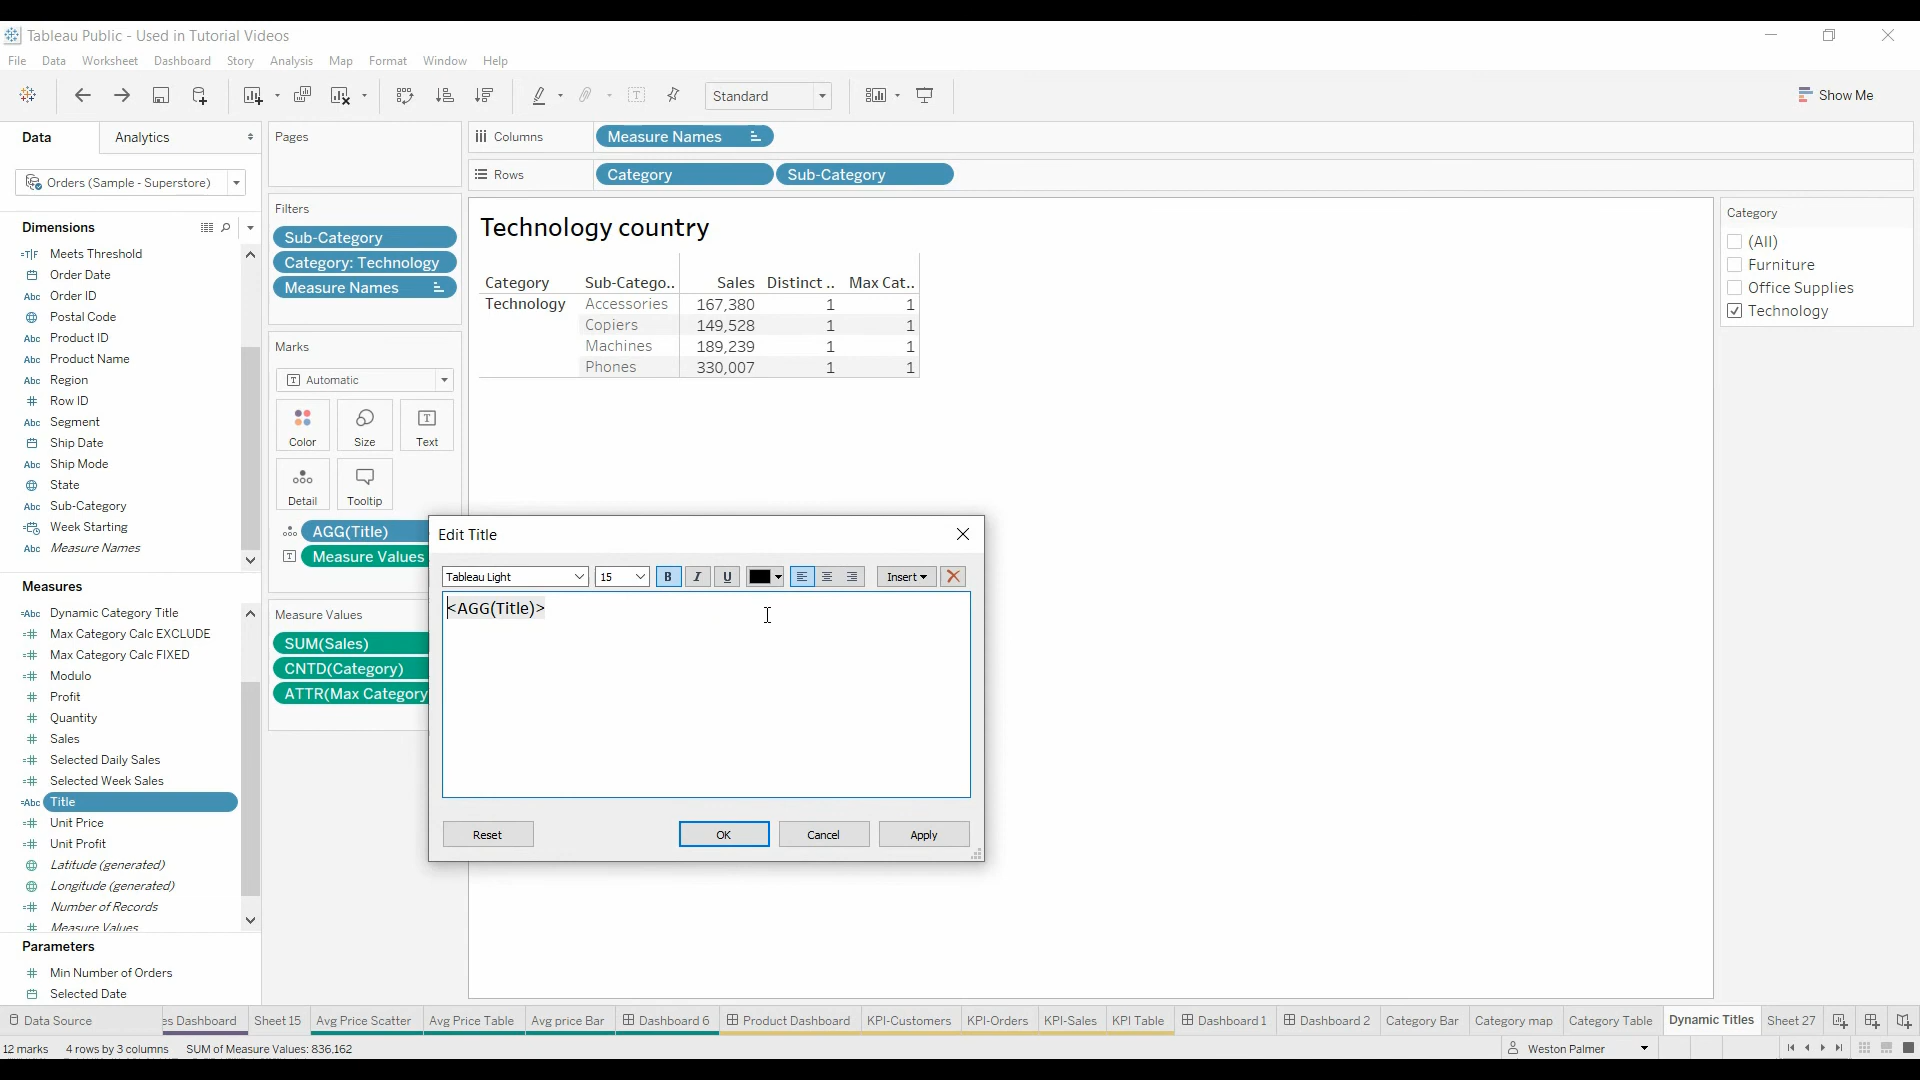 Tableau Public - Used in Tutorial Videos
File Data Worksheet Dashboard Story Analysis Map Format Window Help
Standard
Show Me
Data Analytics
Orders (Sample - Superstore)
Dimensions
=T|F Meets Threshold
Order Date
Abc Order ID
Postal Code
Abc Product ID
Abc Product Name
Abc Region
# Row ID
Abc Segment
Ship Date
Abc Ship Mode
State
Abc Sub-Category
Week Starting
Abc Measure Names
Measures
=Abc Dynamic Category Title
=# Max Category Calc EXCLUDE
=# Max Category Calc FIXED
=# Modulo
# Profit
# Quantity
# Sales
=# Selected Daily Sales
=# Selected Week Sales
=Abc Title
=# Unit Price
=# Unit Profit
Latitude (generated)
Longitude (generated)
=# Number of Records
# Measure Values
Parameters
# Min Number of Orders
Selected Date
Pages
Filters
Sub-Category
Category: Technology
Measure Names
Marks
Automatic
Color Size Text
Detail Tooltip
AGG(Title)
Measure Values
Measure Values
SUM(Sales)
CNTD(Category)
ATTR(Max Category
Columns Measure Names
Rows Category Sub-Category
Technology country
Category Sub-Catego.. Sales Distinct .. Max Cat..
Technology Accessories 167,380 1 1
Copiers 149,528 1 1
Machines 189,239 1 1
Phones 330,007 1 1
Category
(All)
Furniture
Office Supplies
Technology
Edit Title
Tableau Light 15 B I U Insert
<AGG(Title)>
Reset OK Cancel Apply
Data Source es Dashboard Sheet 15 Avg Price Scatter Avg Price Table Avg price Bar Dashboard 6 Product Dashboard KPI-Customers KPI-Orders KPI-Sales KPI Table Dashboard 1 Dashboard 2 Category Bar Category map Category Table Dynamic Titles Sheet 27
12 marks 4 rows by 3 columns SUM of Measure Values: 836,162 Weston Palmer